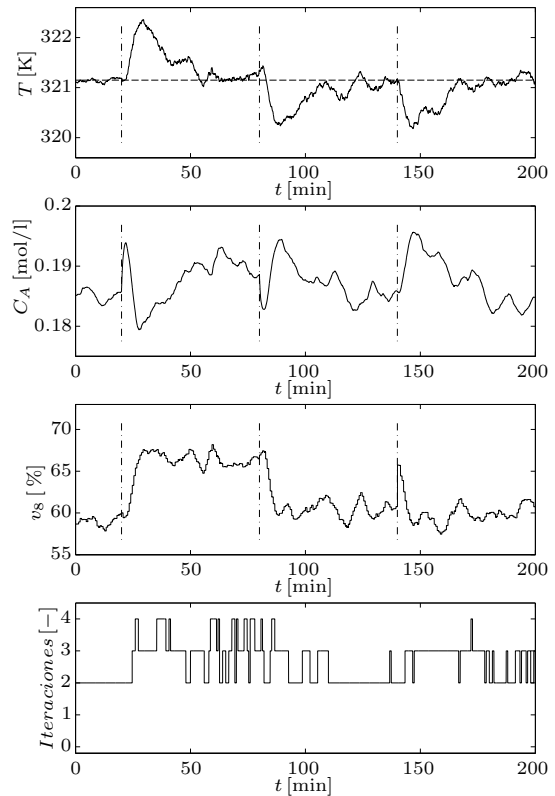 322
321
320
T [K]
0 50 100 150 200
t [min]
0.2
0.19
0.18
C_A [mol/l]
0 50 100 150 200
t [min]
70
65
60
55
v_8 [%]
0 50 100 150 200
t [min]
4
3
2
1
0
Iteraciones [−]
0 50 100 150 200
t [min]